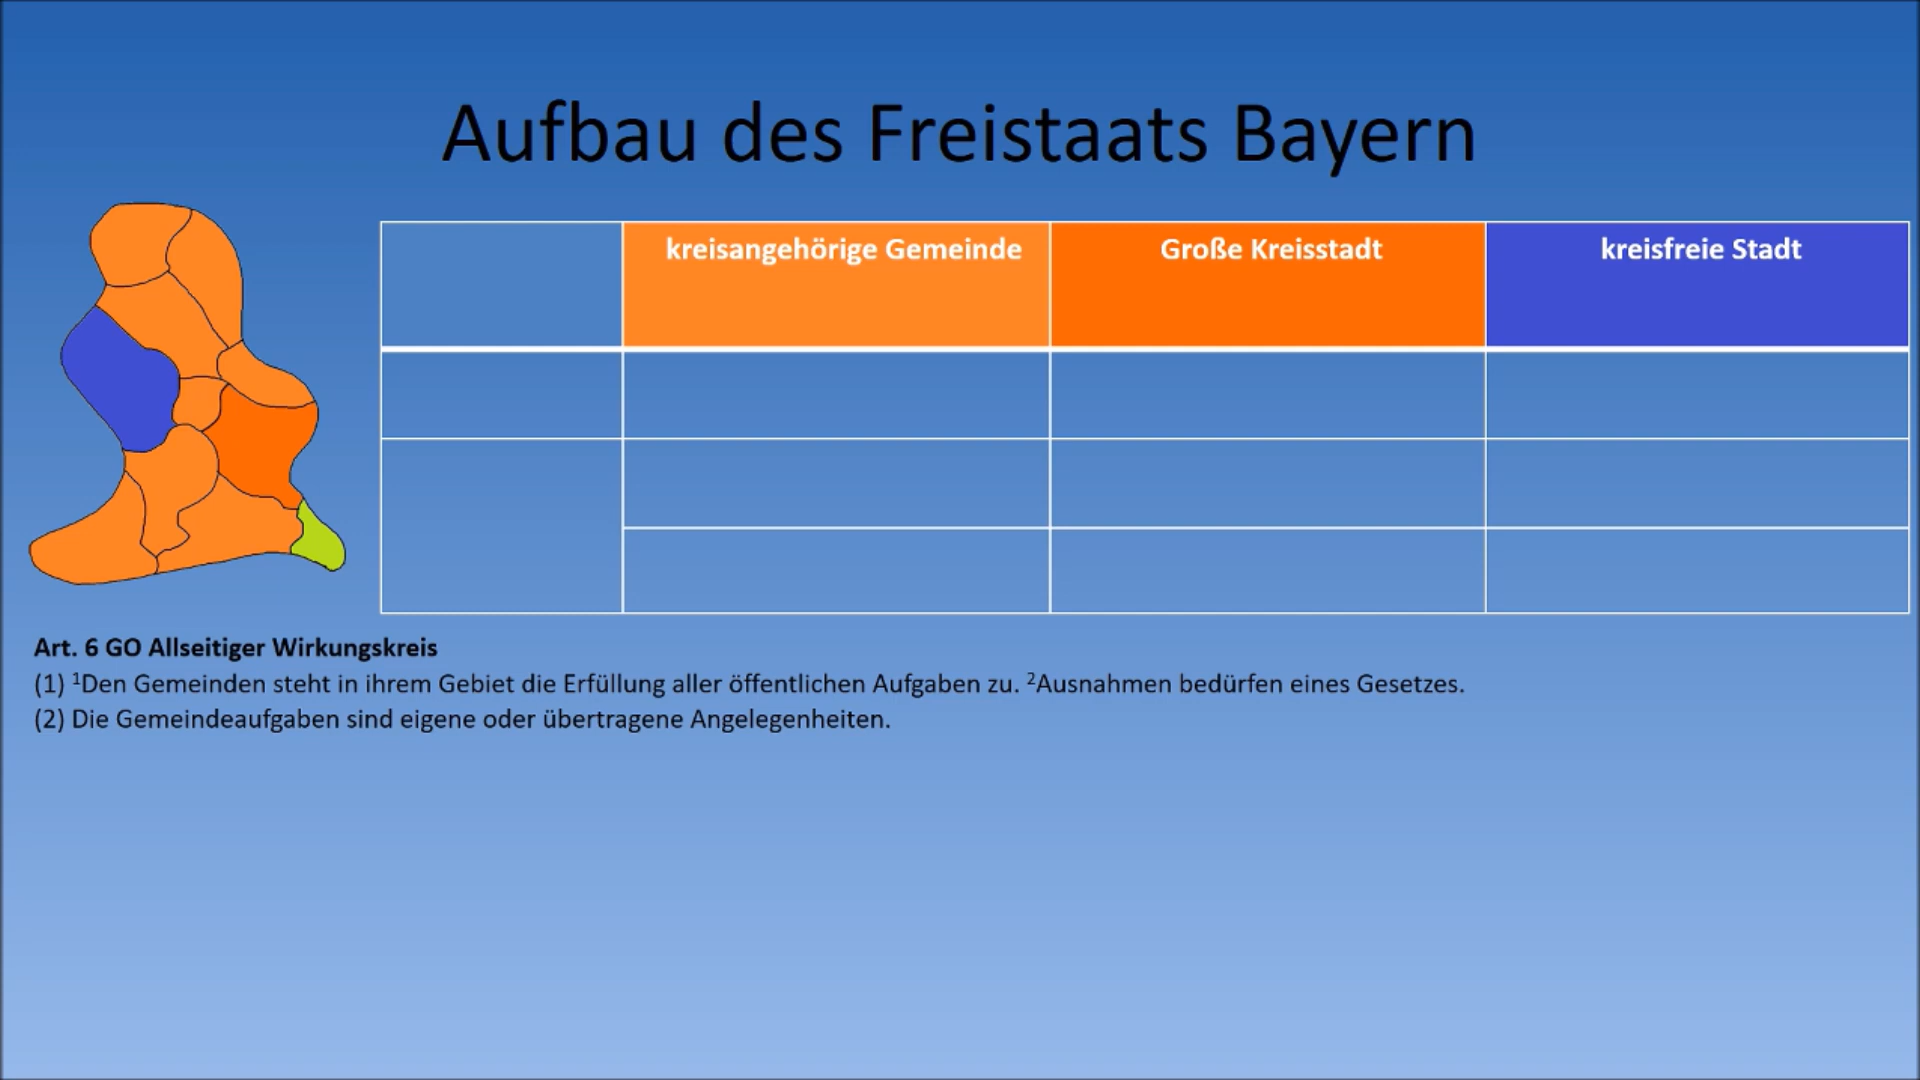 Aufbau des Freistaats Bayern
kreisangehörige Gemeinde
Große Kreisstadt
kreisfreie Stadt
Art. 6 GO Allseitiger Wirkungskreis
(1) ¹Den Gemeinden steht in ihrem Gebiet die Erfüllung aller öffentlichen Aufgaben zu. ²Ausnahmen bedürfen eines Gesetzes.
(2) Die Gemeindeaufgaben sind eigene oder übertragene Angelegenheiten.